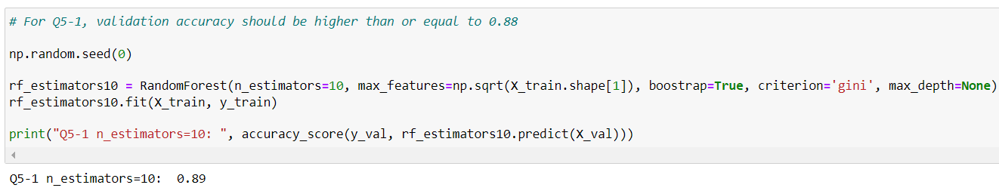 # For Q5-1, validation accuracy should be higher than or equal to 0.88
np.random.seed(0)
rf_estimators10 = RandomForest(n_estimators=10, max_features=np.sqrt(X_train.shape[1]), boostrap=True, criterion='gini', max_depth=None)
rf_estimators10.fit(X_train, y_train)
print("Q5-1 n_estimators=10: ", accuracy_score(y_val, rf_estimators10.predict(X_val)))
Q5-1 n_estimators=10:  0.89